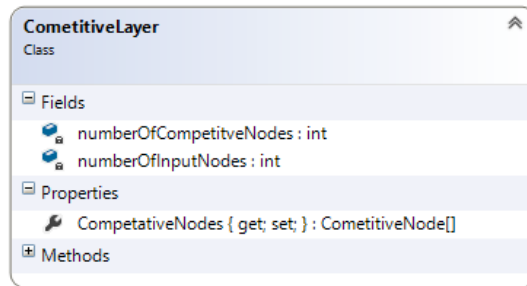 CometitiveLayer
Class
Fields
numberOfCompetitveNodes : int
numberOfInputNodes : int
Properties
CompetativeNodes { get; set; } : CometitiveNode[]
Methods